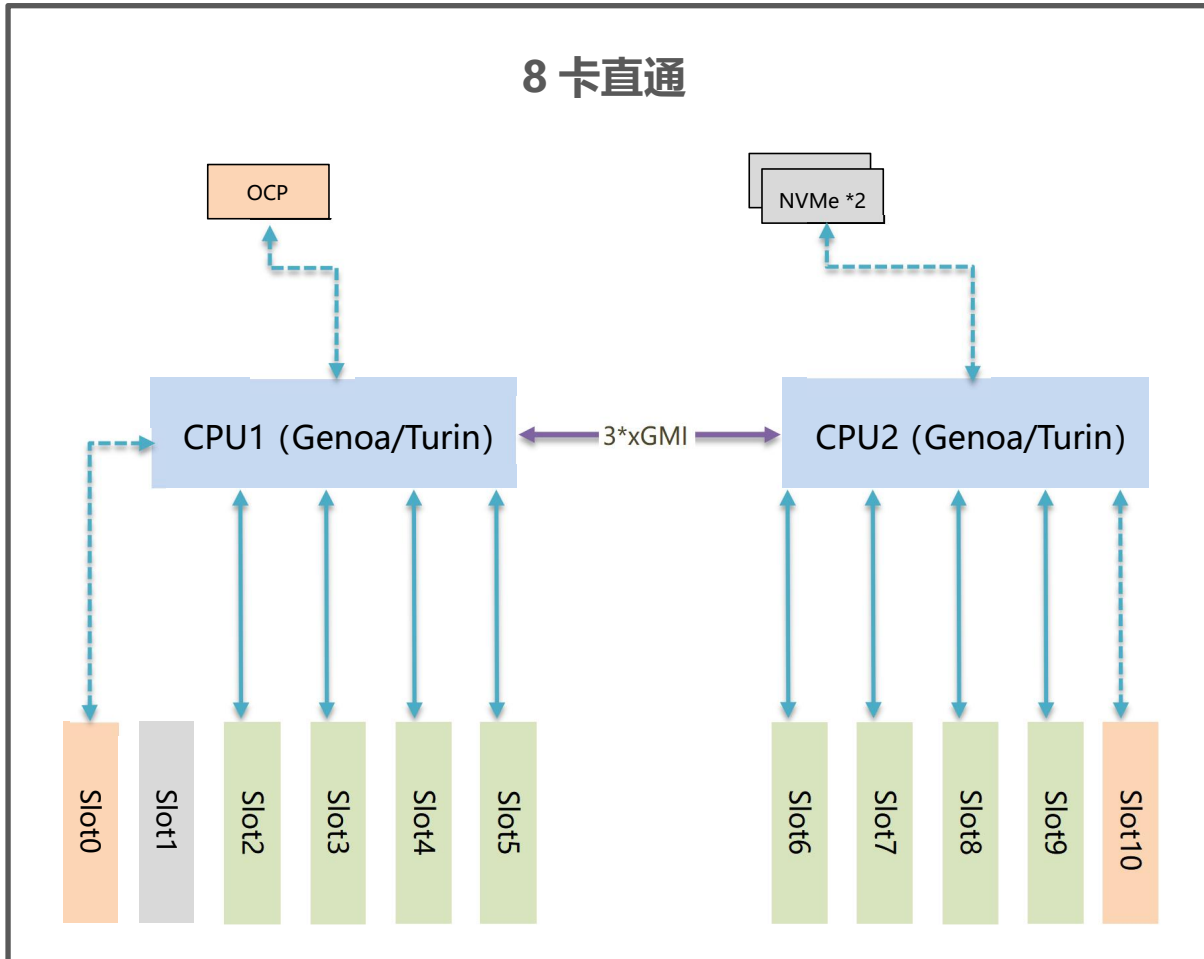 8 卡直通
OCP
NVMe *2
CPU1 (Genoa/Turin)
3*xGMI
CPU2 (Genoa/Turin)
Slot0
Slot1
Slot2
Slot3
Slot4
Slot5
Slot6
Slot7
Slot8
Slot9
Slot10